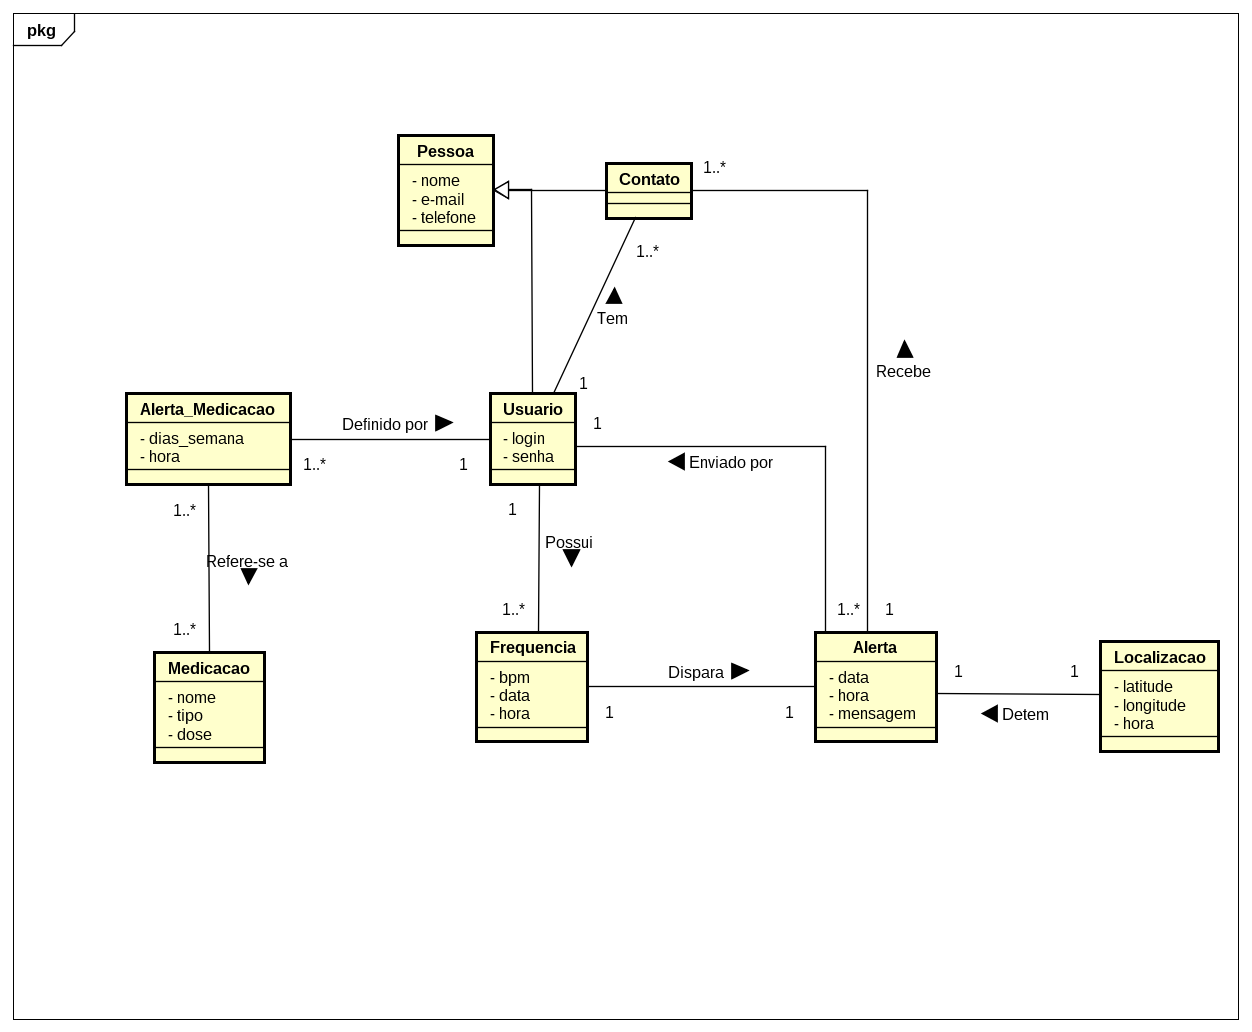 pkg
Pessoa
- nome
- e-mail
- telefone
Contato
1..*
1..*
Tem
1
Recebe
Alerta_Medicacao
- dias_semana
- hora
Definido por
1..*
1
Usuario
- login
- senha
1
Enviado por
1..*
Refere-se a
1..*
1
Possui
1..*
1..*
1
Medicacao
- nome
- tipo
- dose
Frequencia
- bpm
- data
- hora
Dispara
1
1
Alerta
- data
- hora
- mensagem
1
1
Detem
Localizacao
- latitude
- longitude
- hora